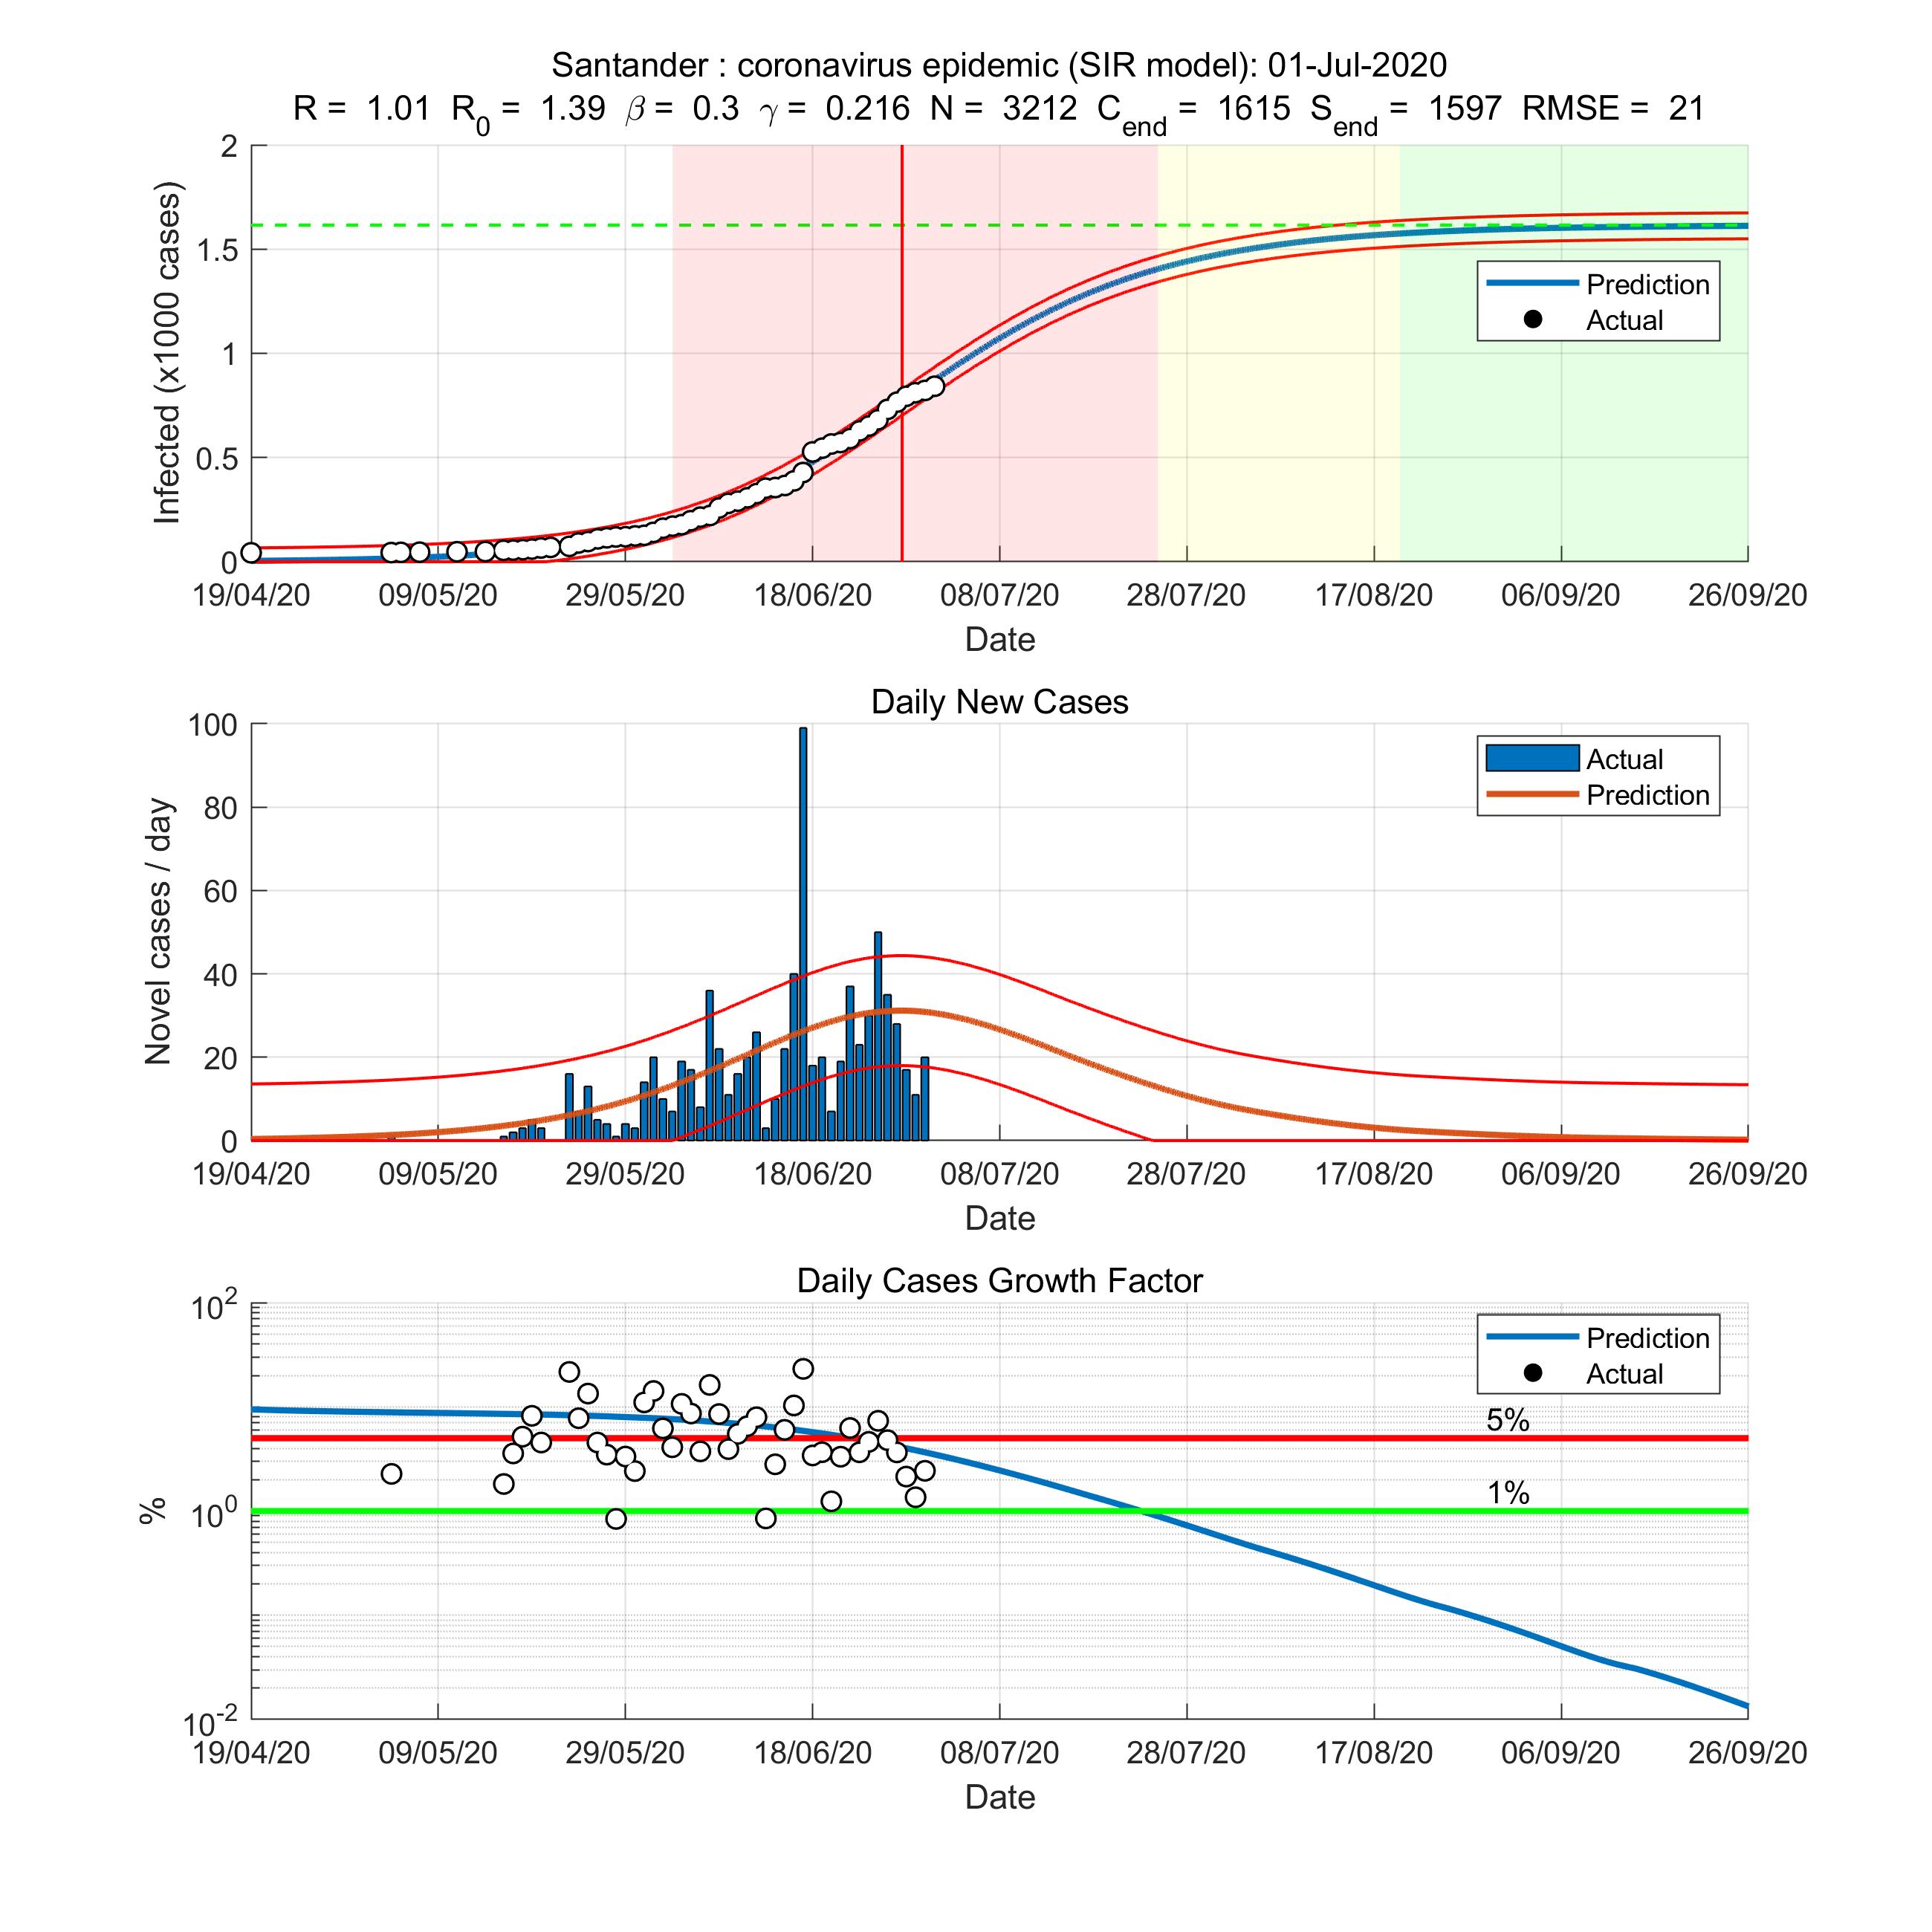 Santander : coronavirus epidemic (SIR model): 01-Jul-2020
R = 1.01 R0 = 1.39 β = 0.3 γ = 0.216 N = 3212 Cend = 1615 Send = 1597 RMSE = 21
2
1.5
1
0.5
0
Infected (x1000 cases)
Prediction
Actual
19/04/20 09/05/20 29/05/20 18/06/20 08/07/20 28/07/20 17/08/20 06/09/20 26/09/20
Date
Daily New Cases
100
80
60
40
20
0
Novel cases / day
Actual
Prediction
19/04/20 09/05/20 29/05/20 18/06/20 08/07/20 28/07/20 17/08/20 06/09/20 26/09/20
Date
Daily Cases Growth Factor
10^2
10^0
10^-2
%
Prediction
Actual
5%
1%
19/04/20 09/05/20 29/05/20 18/06/20 08/07/20 28/07/20 17/08/20 06/09/20 26/09/20
Date